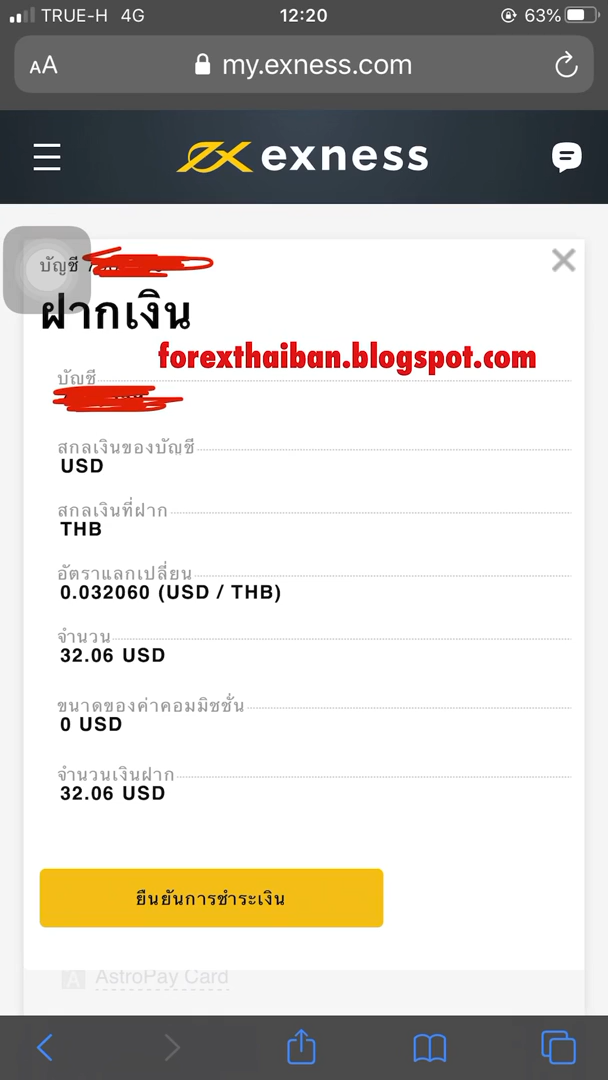 TRUE-H 4G 12:20 63%
AA my.exness.com
exness
บัญชี
ฝากเงิน
forexthaiban.blogspot.com
บัญชี
สกุลเงินของบัญชี
USD
สกุลเงินที่ฝาก
THB
อัตราแลกเปลี่ยน
0.032060 (USD / THB)
จำนวน
32.06 USD
ขนาดของค่าคอมมิชชั่น
0 USD
จำนวนเงินฝาก
32.06 USD
ยืนยันการชำระเงิน
A AstroPay Card